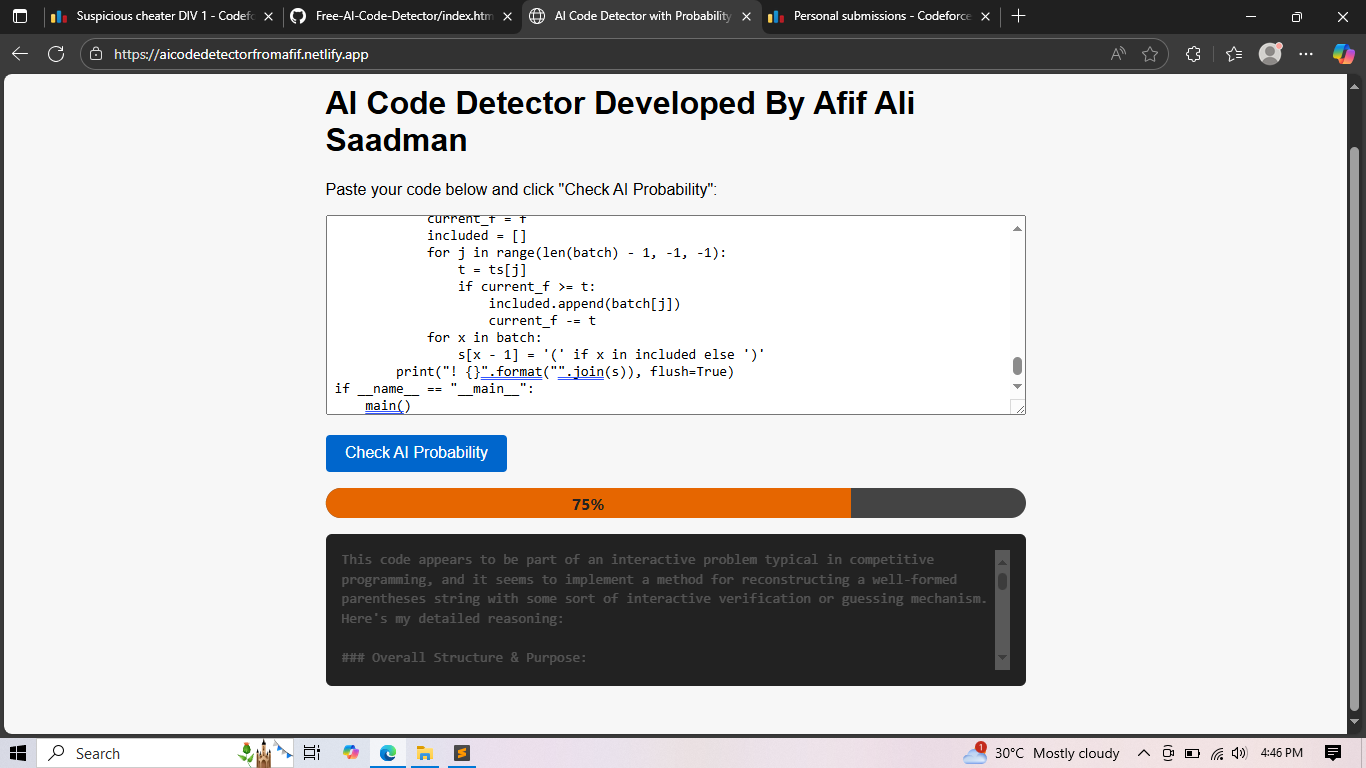 Suspicious cheater DIV 1 - Codefo
Free-AI-Code-Detector/index.htm
AI Code Detector with Probability
Personal submissions - Codeforce
https://aicodedetectorfromafif.netlify.app
AI Code Detector Developed By Afif Ali
Saadman
Paste your code below and click "Check AI Probability":
current_f = f
included = []
for j in range(len(batch) - 1, -1, -1):
t = ts[j]
if current_f >= t:
included.append(batch[j])
current_f -= t
for x in batch:
s[x - 1] = '(' if x in included else ')'
print("! {}".format("".join(s)), flush=True)
if __name__ == "__main__":
main()
Check AI Probability
75%
This code appears to be part of an interactive problem typical in competitive
programming, and it seems to implement a method for reconstructing a well-formed
parentheses string with some sort of interactive verification or guessing mechanism.
Here's my detailed reasoning:
### Overall Structure & Purpose:
Search
1
30°C Mostly cloudy
4:46 PM